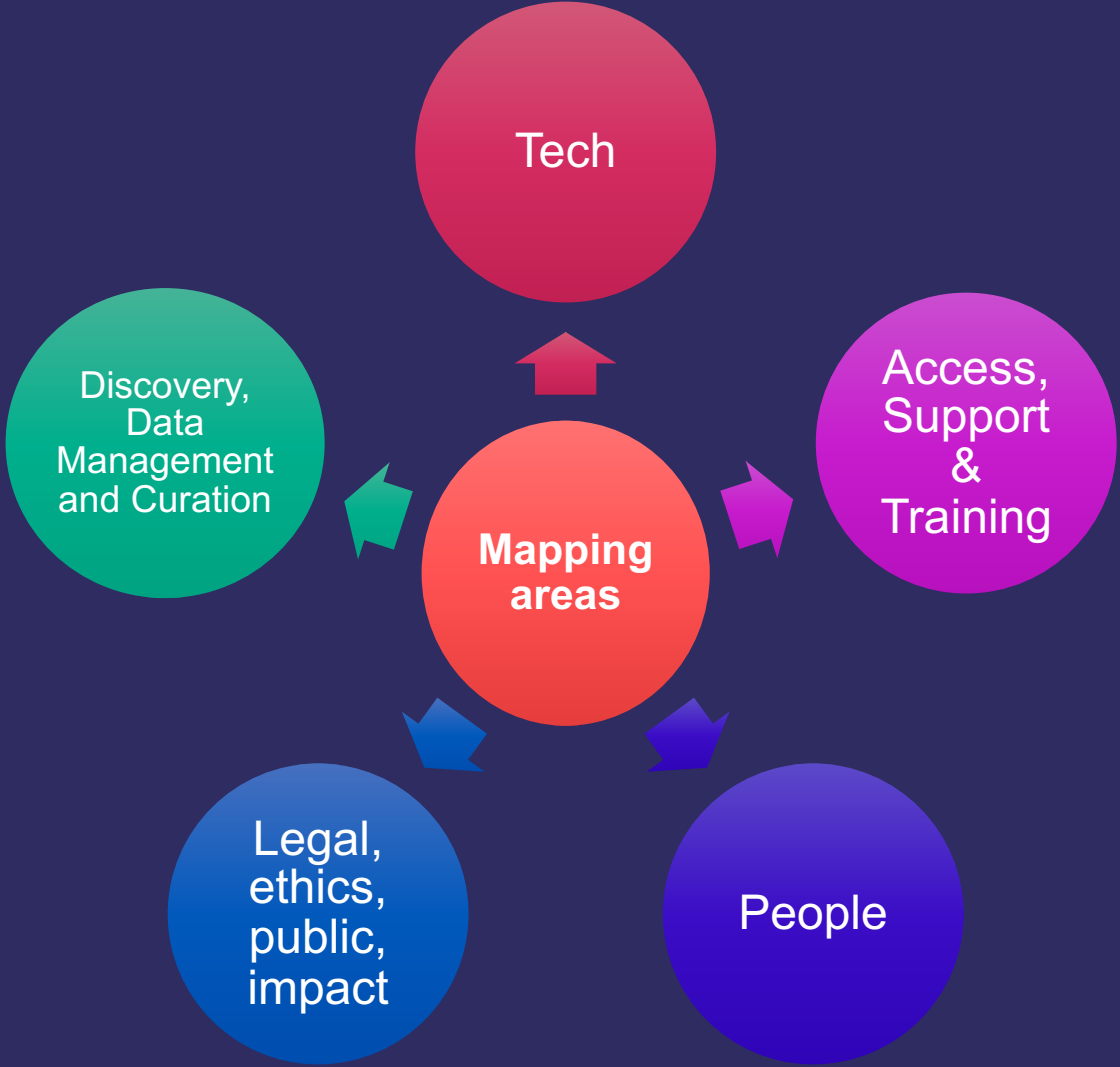 Tech
Access,
Support
&
Training
Discovery,
Data
Management
and Curation
Mapping
areas
Legal,
ethics,
public,
impact
People